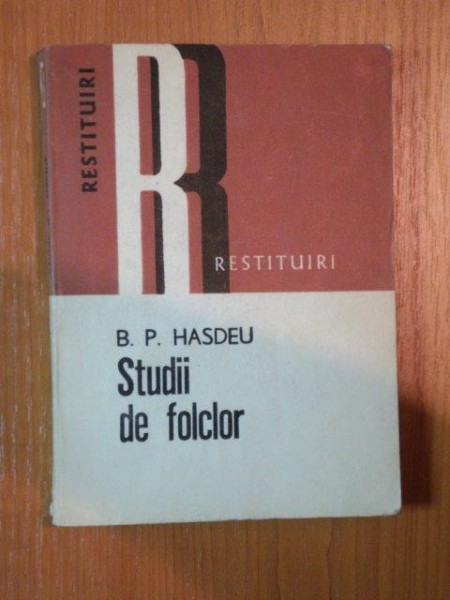 RESTITUIRI
RESTITUIRI
B. P. HASDEU
Studii
de folclor